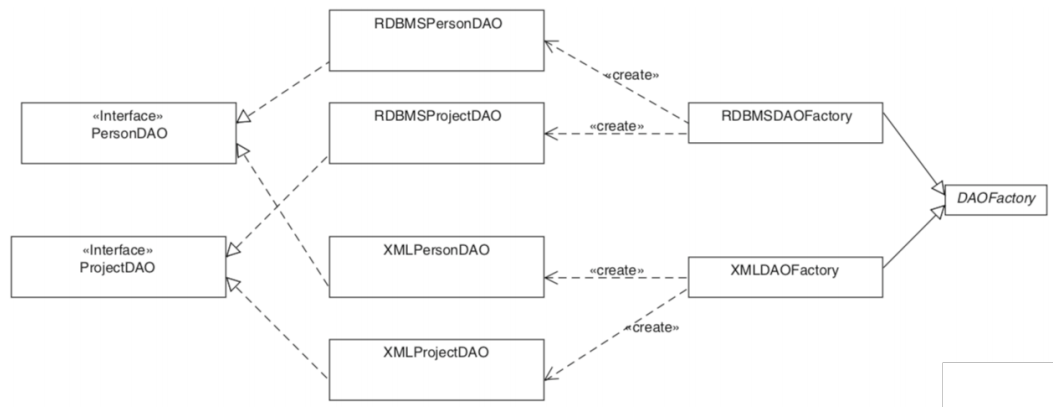 RDBMSPersonDAO
«create»
«Interface»
PersonDAO
RDBMSProjectDAO
«create»
RDBMSDAOFactory
DAOFactory
«Interface»
ProjectDAO
XMLPersonDAO
«create»
XMLDAOFactory
«create»
XMLProjectDAO